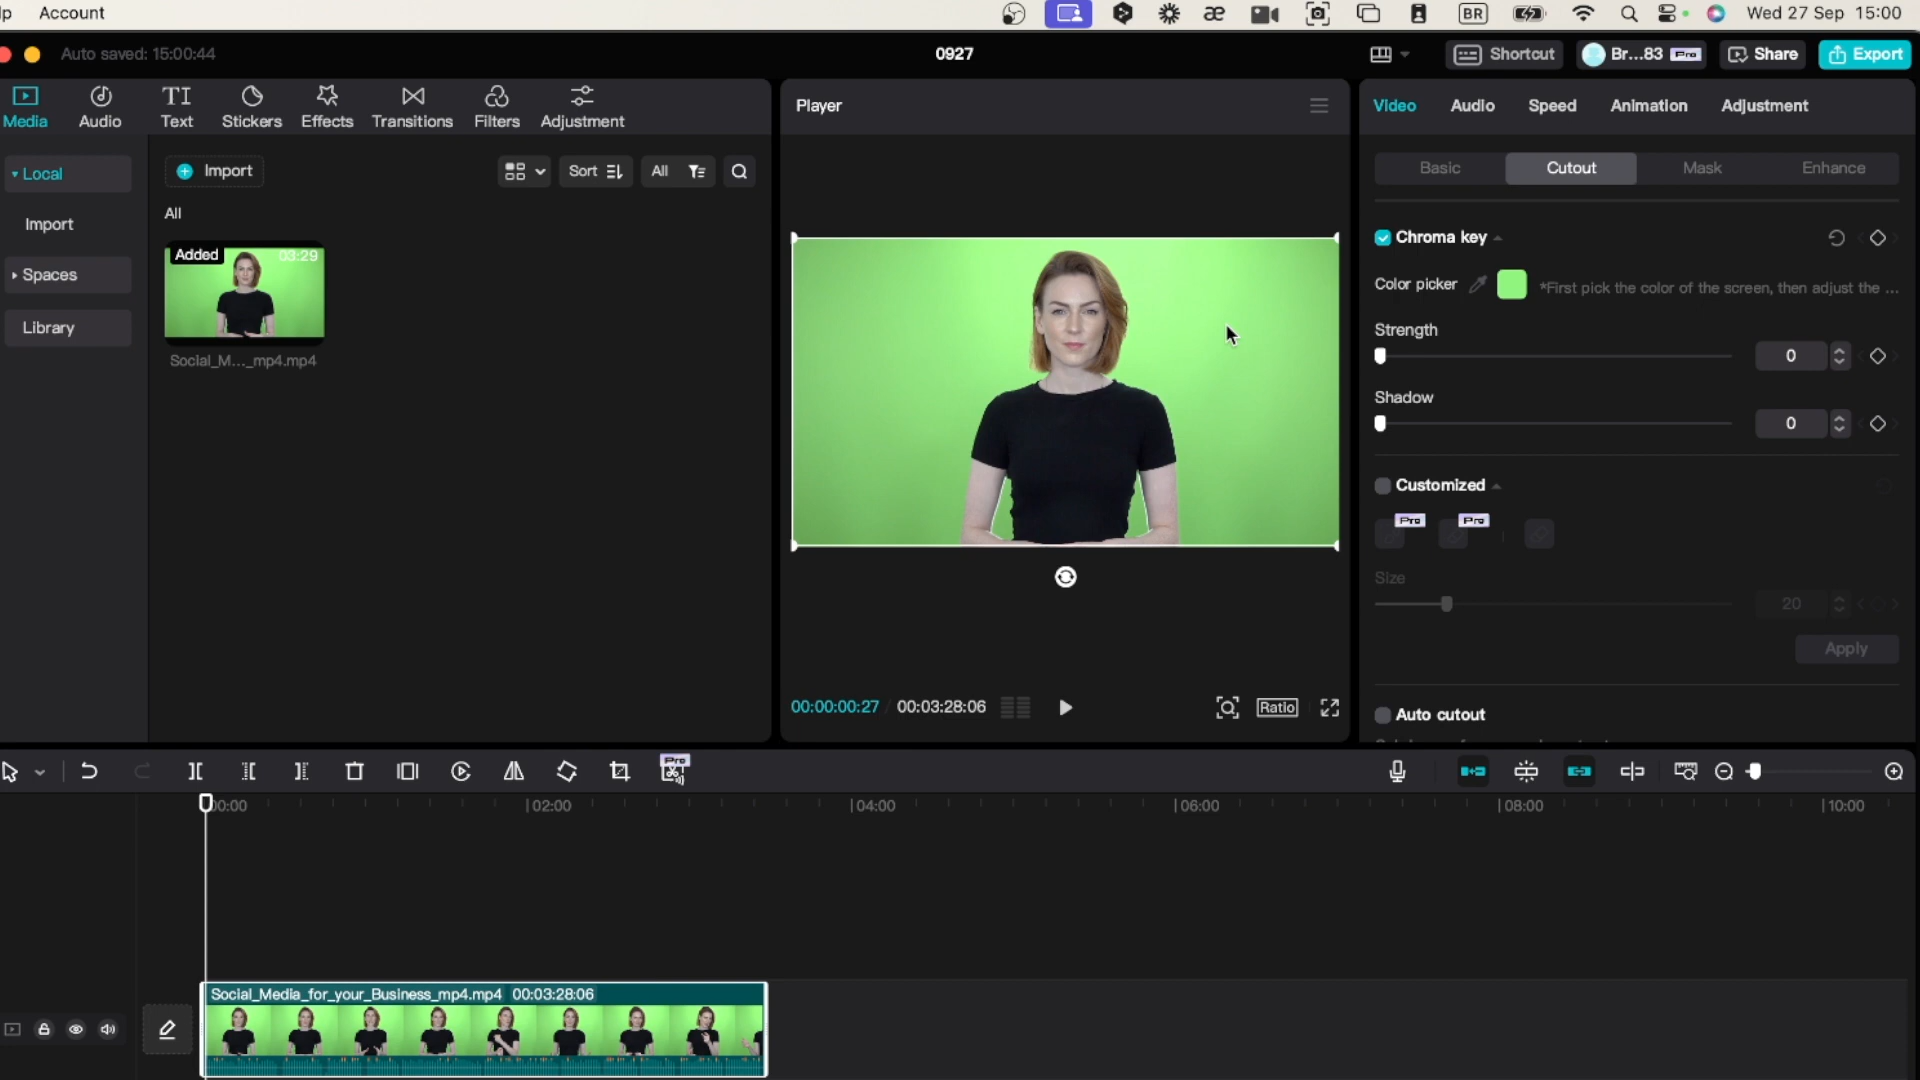 lp Account
BR Wed 27 Sep 15:00
Auto saved: 15:00:44
0927
Shortcut
Br...83 Pro
Share
Export
Media
Audio
TI
Text
Stickers
Effects
Transitions
Filters
Adjustment
Local
Import
Spaces
Library
Import
Sort
All
All
Added 03:29
Social_M..._mp4.mp4
Player
00:00:00:27 / 00:03:28:06
Ratio
Video Audio Speed Animation Adjustment
Basic Cutout Mask Enhance
Chroma key
Color picker *First pick the color of the screen, then adjust the ...
Strength
0
Shadow
0
Customized
Pro Pro
Size
20
Apply
Auto cutout
Pro
00:00 02:00 04:00 06:00 08:00 10:00
Social_Media_for_your_Business_mp4.mp4 00:03:28:06